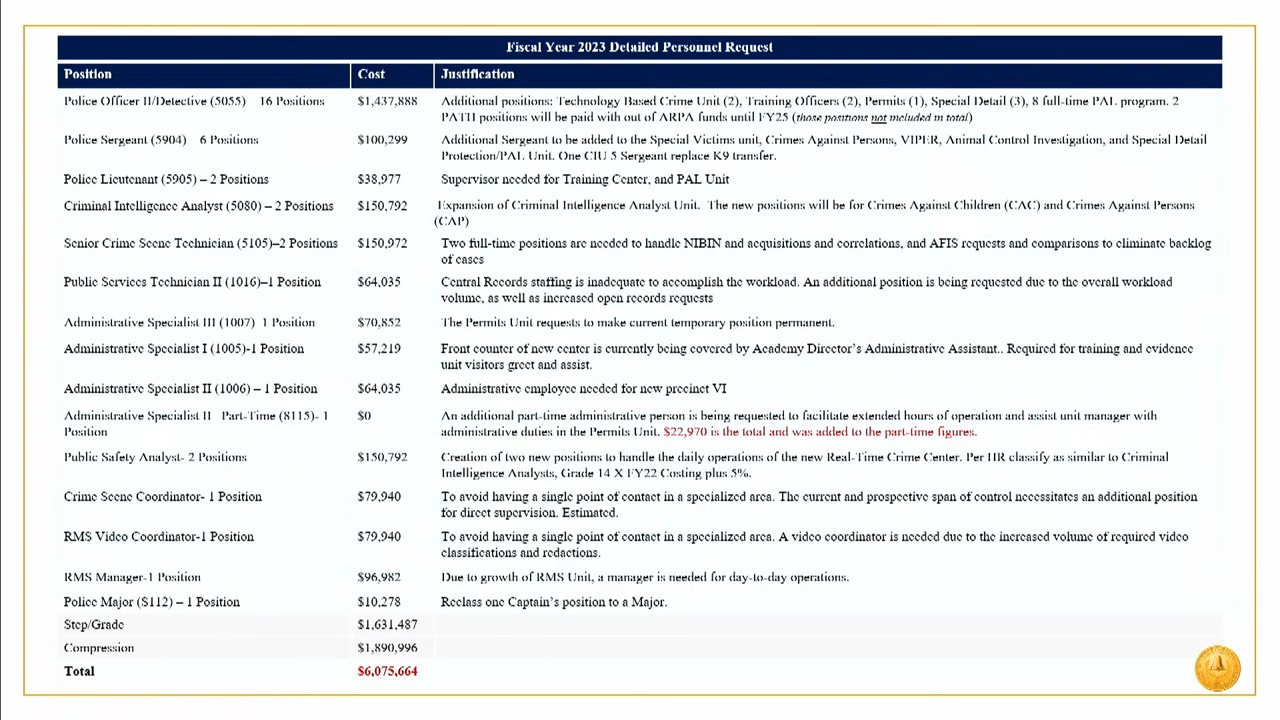 Fiscal Year 2023 Detailed Personnel Request
Position Cost Justification
Police Officer II/Detective (5055) 16 Positions $1,437,888 Additional positions: Technology Based Crime Unit (2), Training Officers (2), Permits (1), Special Detail (3), 8 full-time PAL program. 2
PATH positions will be paid with out of ARPA funds until FY25 (those positions not included in total)
Police Sergeant (5904) 6 Positions $100,299 Additional Sergeant to be added to the Special Victims unit, Crimes Against Persons, VIPER, Animal Control Investigation, and Special Detail
Protection/PAL Unit. One CIU 5 Sergeant replace K9 transfer.
Police Lieutenant (5905) – 2 Positions $38,977 Supervisor needed for Training Center, and PAL Unit
Criminal Intelligence Analyst (5080) – 2 Positions $150,792 Expansion of Criminal Intelligence Analyst Unit. The new positions will be for Crimes Against Children (CAC) and Crimes Against Persons
(CAP)
Senior Crime Scene Technician (5105)–2 Positions $150,972 Two full-time positions are needed to handle NIBIN and acquisitions and correlations, and AFIS requests and comparisons to eliminate backlog
of cases
Public Services Technician II (1016)–1 Position $64,035 Central Records staffing is inadequate to accomplish the workload. An additional position is being requested due to the overall workload
volume, as well as increased open records requests
Administrative Specialist III (1007) 1 Position $70,852 The Permits Unit requests to make current temporary position permanent.
Administrative Specialist I (1005)-1 Position $57,219 Front counter of new center is currently being covered by Academy Director's Administrative Assistant.. Required for training and evidence
unit visitors greet and assist.
Administrative Specialist II (1006) – 1 Position $64,035 Administrative employee needed for new precinct VI
Administrative Specialist II Part-Time (8115)- 1 $0 An additional part-time administrative person is being requested to facilitate extended hours of operation and assist unit manager with
Position administrative duties in the Permits Unit. $22,970 is the total and was added to the part-time figures.
Public Safety Analyst- 2 Positions $150,792 Creation of two new positions to handle the daily operations of the new Real-Time Crime Center. Per HR classify as similar to Criminal
Intelligence Analysts, Grade 14 X FY22 Costing plus 5%.
Crime Scene Coordinator- 1 Position $79,940 To avoid having a single point of contact in a specialized area. The current and prospective span of control necessitates an additional position
for direct supervision. Estimated.
RMS Video Coordinator-1 Position $79,940 To avoid having a single point of contact in a specialized area. A video coordinator is needed due to the increased volume of required video
classifications and redactions.
RMS Manager-1 Position $96,982 Due to growth of RMS Unit, a manager is needed for day-to-day operations.
Police Major (S112) – 1 Position $10,278 Reclass one Captain's position to a Major.
Step/Grade $1,631,487
Compression $1,890,996
Total $6,075,664